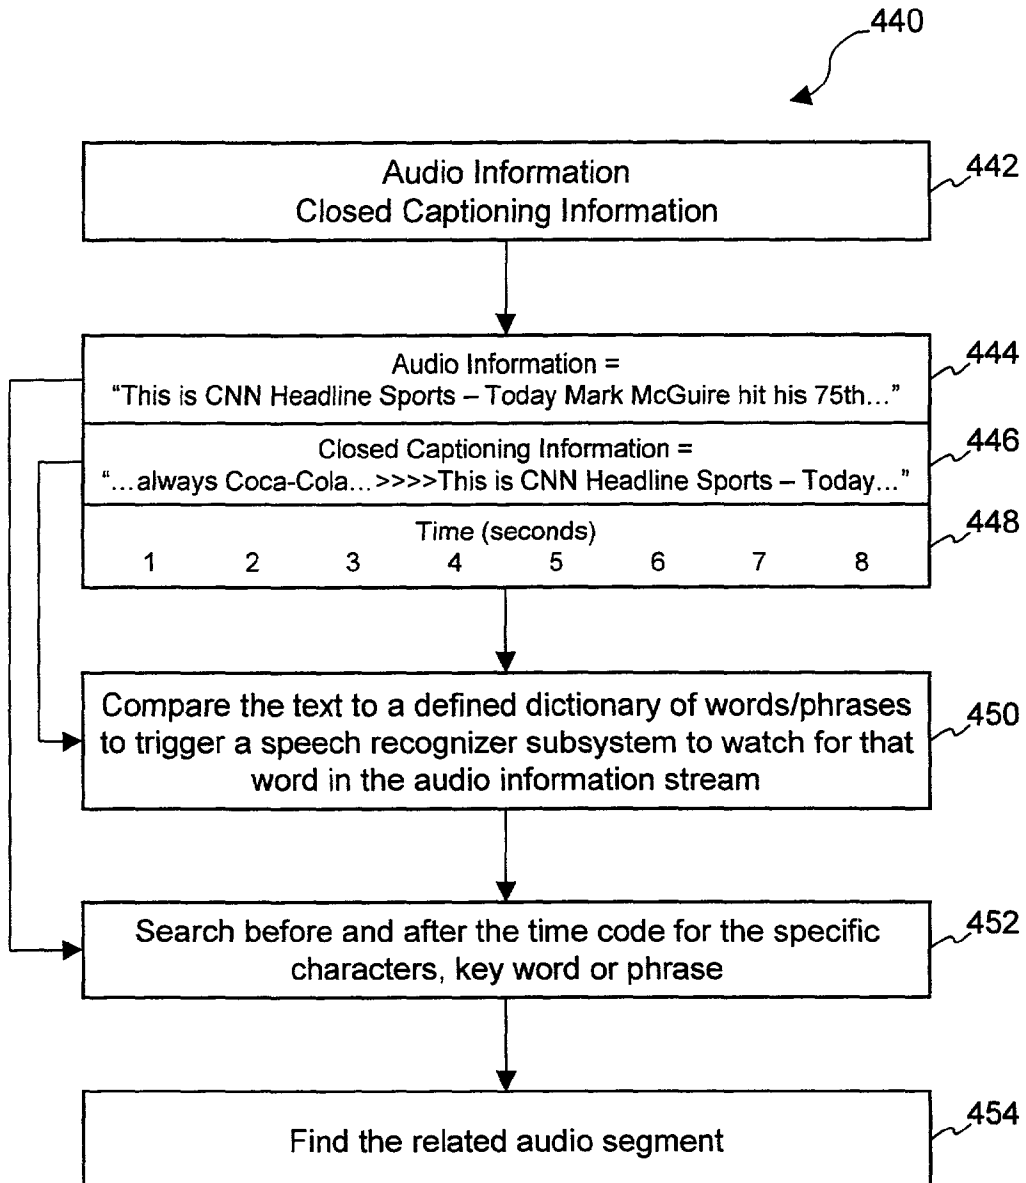 440
Audio Information
Closed Captioning Information
442
Audio Information =
“This is CNN Headline Sports – Today Mark McGuire hit his 75th...”
444
Closed Captioning Information =
“...always Coca-Cola...>>>>This is CNN Headline Sports – Today...”
446
Time (seconds)
1 2 3 4 5 6 7 8
448
Compare the text to a defined dictionary of words/phrases
to trigger a speech recognizer subsystem to watch for that
word in the audio information stream
450
Search before and after the time code for the specific
characters, key word or phrase
452
Find the related audio segment
454